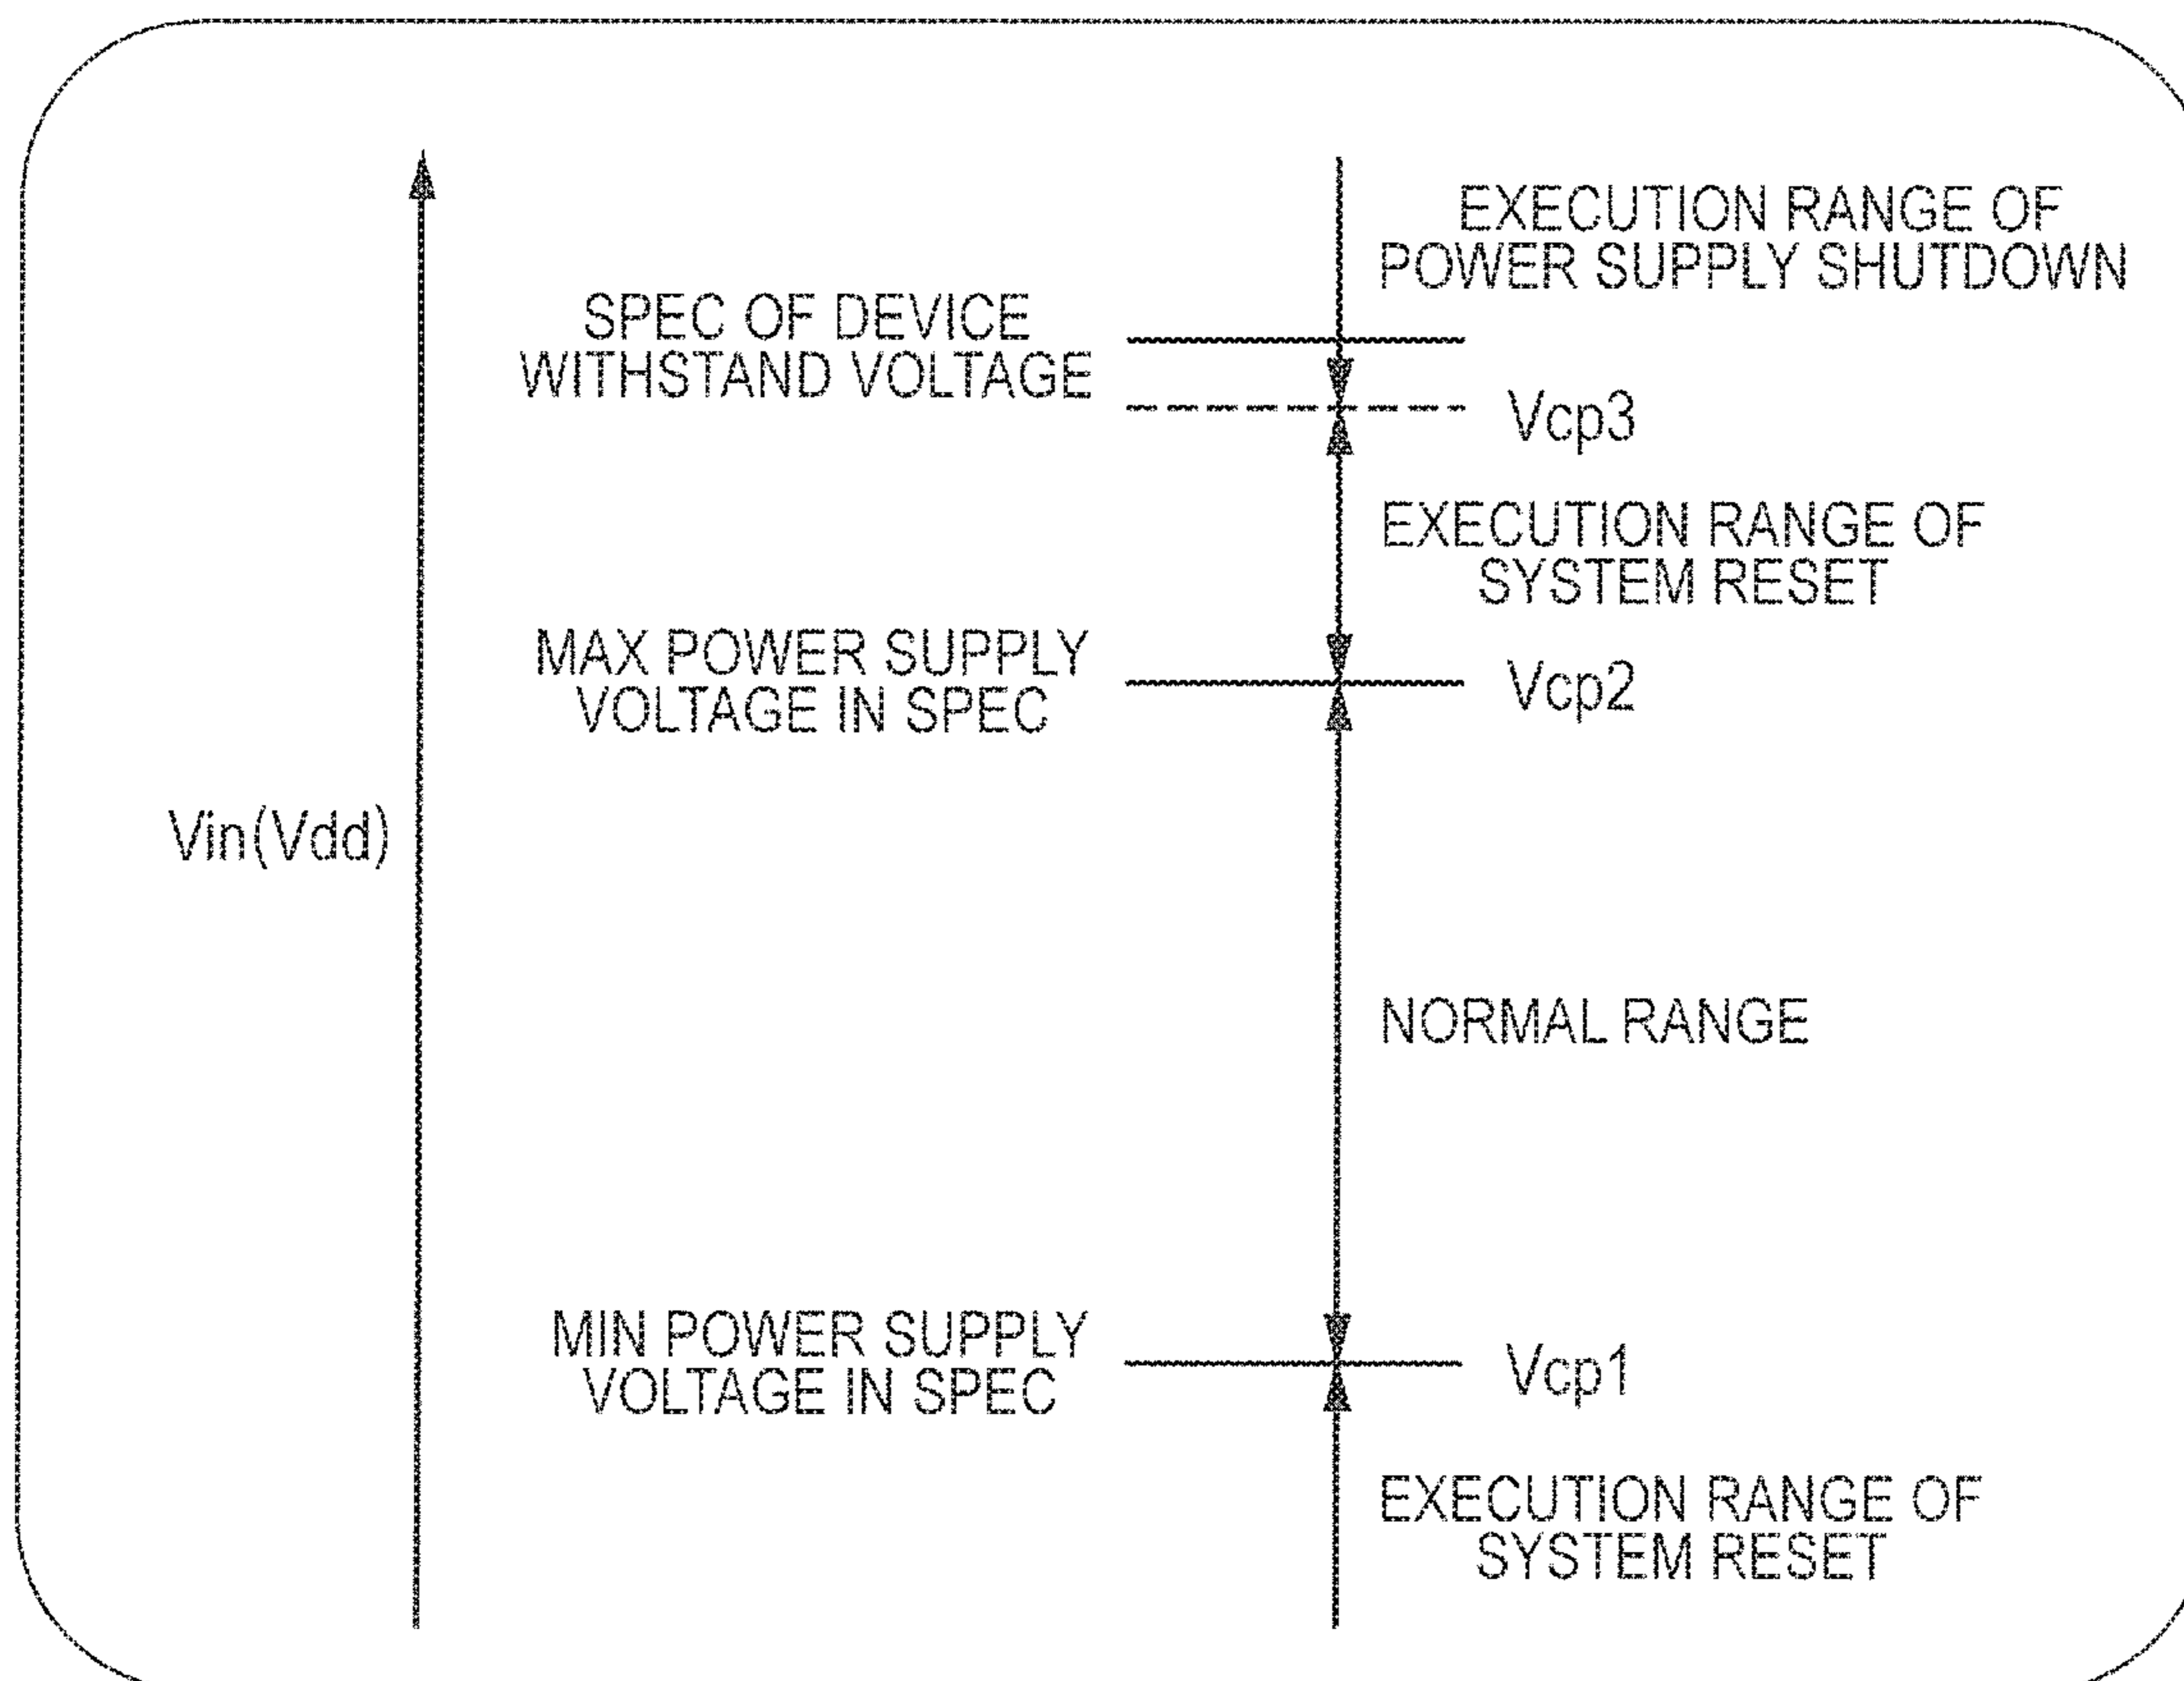 EXECUTION RANGE OF
POWER SUPPLY SHUTDOWN
SPEC OF DEVICE
WITHSTAND VOLTAGE
Vcp3
EXECUTION RANGE OF
SYSTEM RESET
MAX POWER SUPPLY
VOLTAGE IN SPEC
Vcp2
Vin(Vdd)
NORMAL RANGE
MIN POWER SUPPLY
VOLTAGE IN SPEC
Vcp1
EXECUTION RANGE OF
SYSTEM RESET